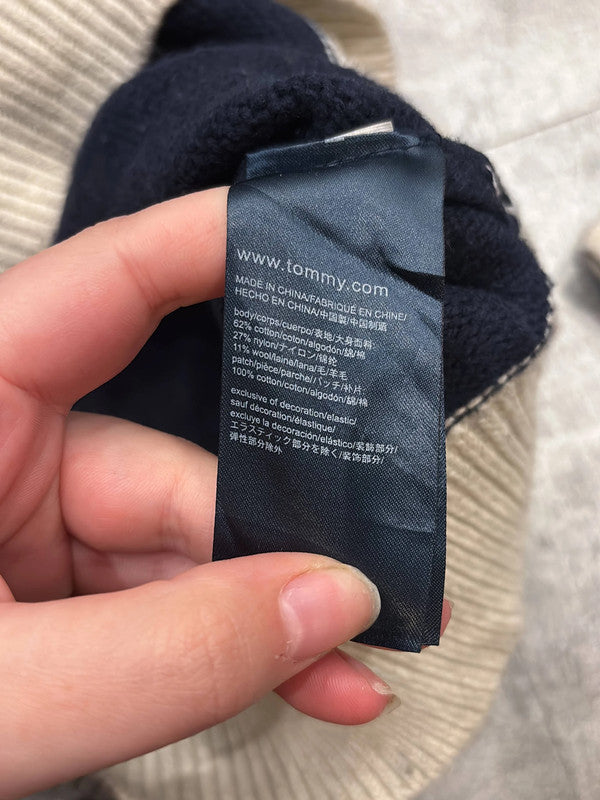 www.tommy.com
MADE IN CHINA/FABRIQUÉ EN CHINE/
HECHO EN CHINA/中国製/中国制造
body/corps/cuerpo/表地/大身面料
62% cotton/coton/algodón/綿/棉
27% nylon/ナイロン/锦纶
11% wool/laine/lana/毛/羊毛
patch/pièce/parche/パッチ/补片
100% cotton/coton/algodón/綿/棉
exclusive of decoration/elastic/
sauf décoration/élastique/
excluye la decoración/elástico/装飾部分/
エラスティック部分を除く/装饰部分/
弹性部分除外